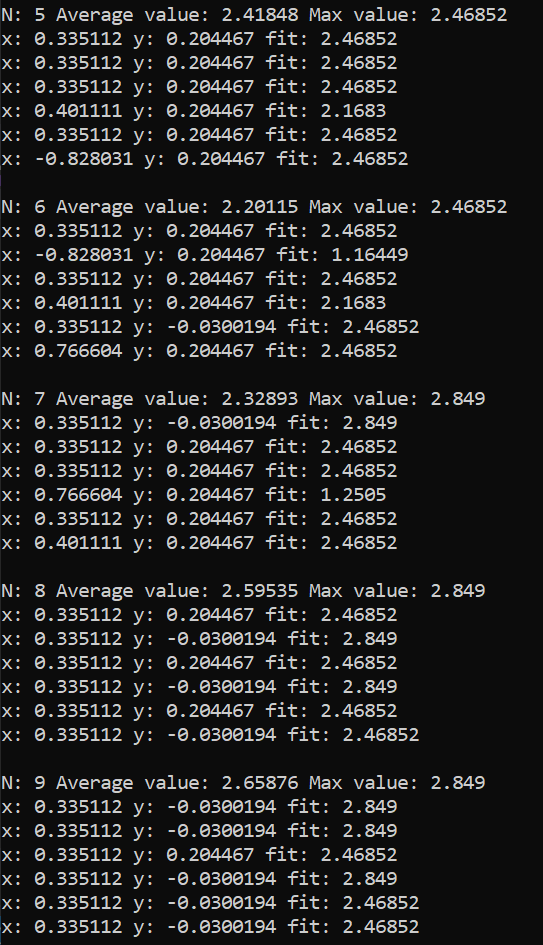 N: 5 Average value: 2.41848 Max value: 2.46852
x: 0.335112 y: 0.204467 fit: 2.46852
x: 0.335112 y: 0.204467 fit: 2.46852
x: 0.335112 y: 0.204467 fit: 2.46852
x: 0.401111 y: 0.204467 fit: 2.1683
x: 0.335112 y: 0.204467 fit: 2.46852
x: -0.828031 y: 0.204467 fit: 2.46852
N: 6 Average value: 2.20115 Max value: 2.46852
x: 0.335112 y: 0.204467 fit: 2.46852
x: -0.828031 y: 0.204467 fit: 1.16449
x: 0.335112 y: 0.204467 fit: 2.46852
x: 0.401111 y: 0.204467 fit: 2.1683
x: 0.335112 y: -0.0300194 fit: 2.46852
x: 0.766604 y: 0.204467 fit: 2.46852
N: 7 Average value: 2.32893 Max value: 2.849
x: 0.335112 y: -0.0300194 fit: 2.849
x: 0.335112 y: 0.204467 fit: 2.46852
x: 0.335112 y: 0.204467 fit: 2.46852
x: 0.766604 y: 0.204467 fit: 1.2505
x: 0.335112 y: 0.204467 fit: 2.46852
x: 0.401111 y: 0.204467 fit: 2.46852
N: 8 Average value: 2.59535 Max value: 2.849
x: 0.335112 y: 0.204467 fit: 2.46852
x: 0.335112 y: -0.0300194 fit: 2.849
x: 0.335112 y: 0.204467 fit: 2.46852
x: 0.335112 y: -0.0300194 fit: 2.849
x: 0.335112 y: 0.204467 fit: 2.46852
x: 0.335112 y: -0.0300194 fit: 2.46852
N: 9 Average value: 2.65876 Max value: 2.849
x: 0.335112 y: -0.0300194 fit: 2.849
x: 0.335112 y: -0.0300194 fit: 2.849
x: 0.335112 y: 0.204467 fit: 2.46852
x: 0.335112 y: -0.0300194 fit: 2.849
x: 0.335112 y: -0.0300194 fit: 2.46852
x: 0.335112 y: -0.0300194 fit: 2.46852